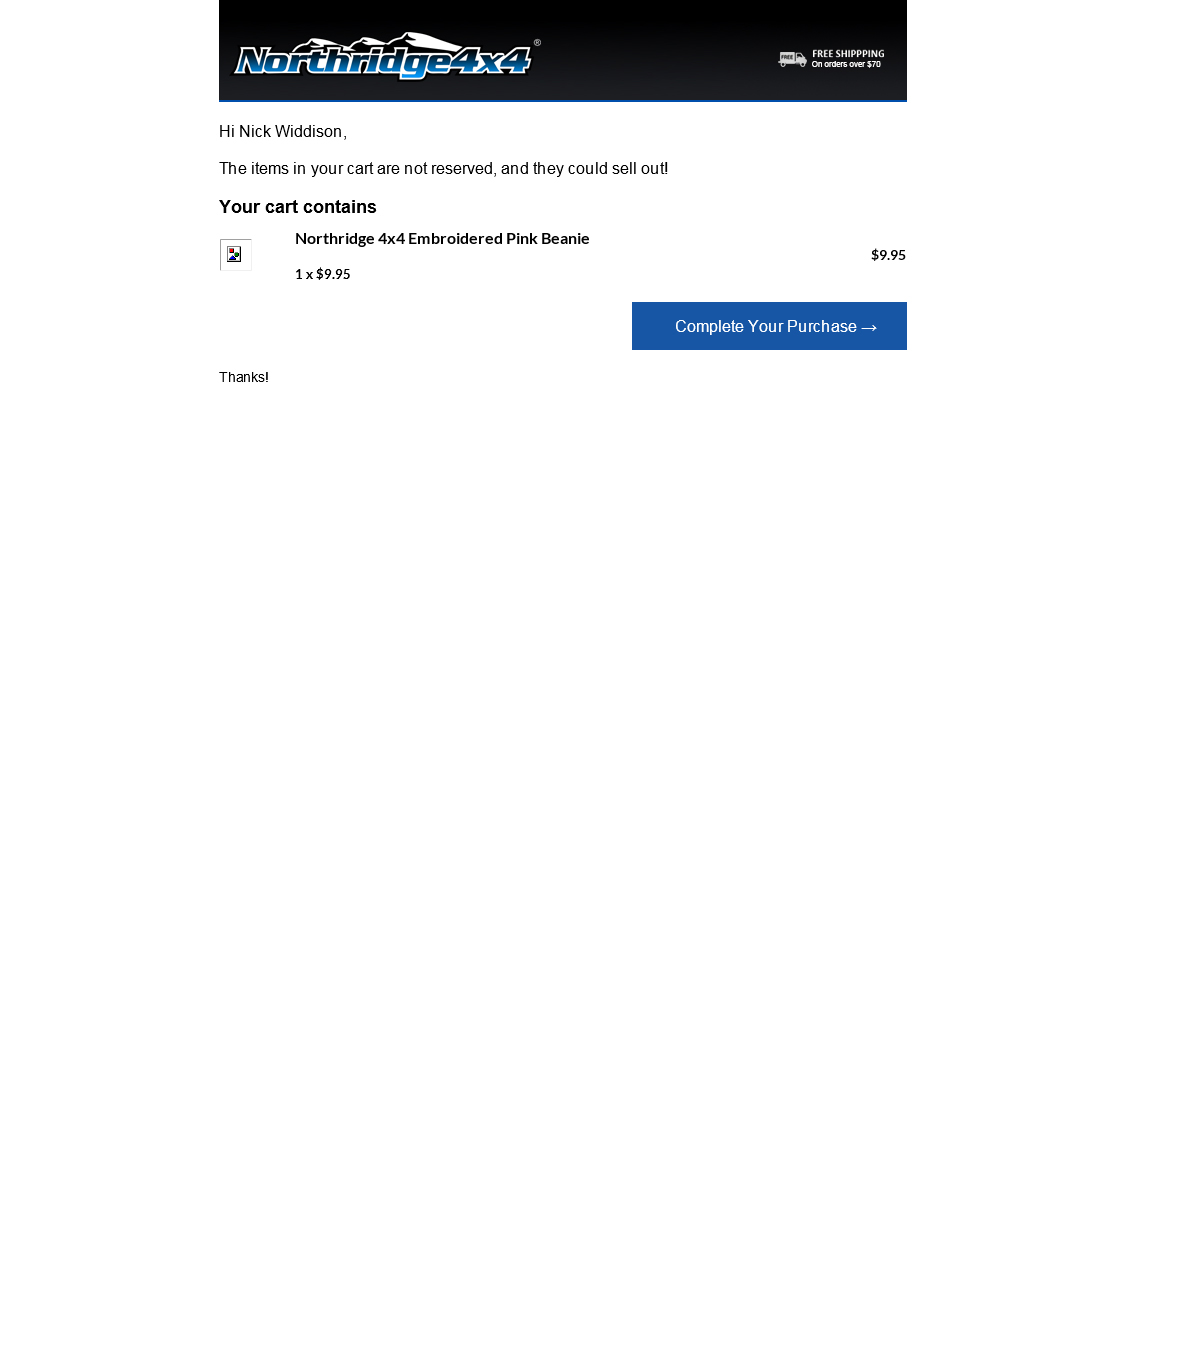 Northridge4x4®
FREE
FREE SHIPPPING
On orders over $70
Hi Nick Widdison,
The items in your cart are not reserved, and they could sell out!
Your cart contains
Northridge 4x4 Embroidered Pink Beanie
1 x $9.95
$9.95
Complete Your Purchase →
Thanks!